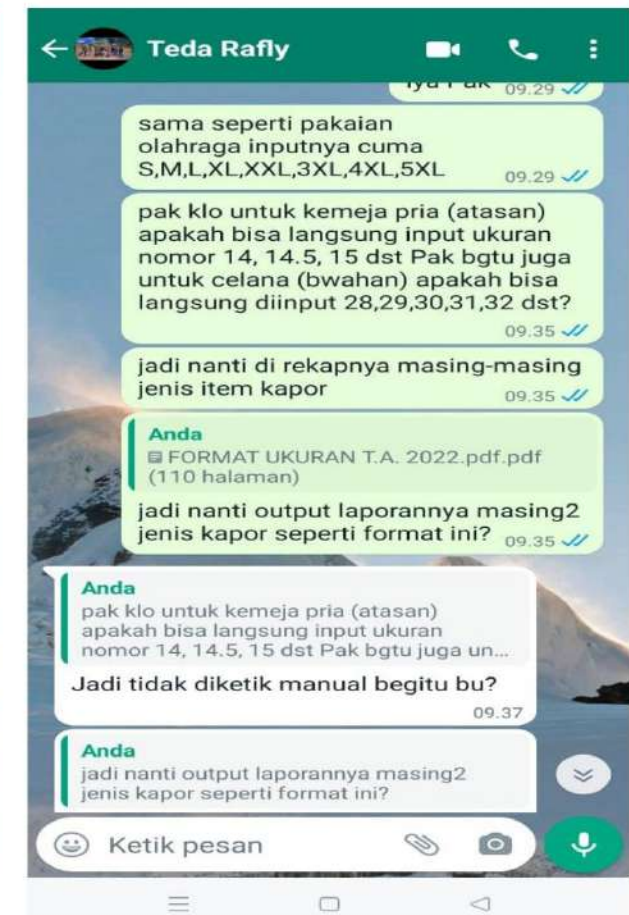 Teda Rafly
Iya Pak 09.29
sama seperti pakaian
olahraga inputnya cuma
S,M,L,XL,XXL,3XL,4XL,5XL 09.29
pak klo untuk kemeja pria (atasan)
apakah bisa langsung input ukuran
nomor 14, 14.5, 15 dst Pak bgtu juga
untuk celana (bwahan) apakah bisa
langsung diinput 28,29,30,31,32 dst?
09.35
jadi nanti di rekapnya masing-masing
jenis item kapor 09.35
Anda
FORMAT UKURAN T.A. 2022.pdf.pdf
(110 halaman)
jadi nanti output laporannya masing2
jenis kapor seperti format ini? 09.35
Anda
pak klo untuk kemeja pria (atasan)
apakah bisa langsung input ukuran
nomor 14, 14.5, 15 dst Pak bgtu juga un...
Jadi tidak diketik manual begitu bu?
09.37
Anda
jadi nanti output laporannya masing2
jenis kapor seperti format ini?
Ketik pesan